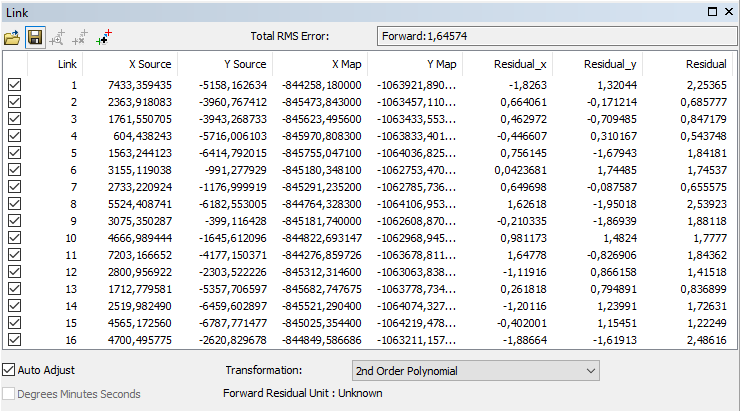 Link
Total RMS Error: Forward:1,64574
Link X Source Y Source X Map Y Map Residual_x Residual_y Residual
1 7433,359435 -5158,162634 -844258,180000 -1063921,890... -1,8263 1,32044 2,25365
2 2363,918083 -3960,767412 -845473,843000 -1063457,110... 0,664061 -0,171214 0,685777
3 1761,550705 -3943,268733 -845623,495600 -1063433,553... 0,462972 -0,709485 0,847179
4 604,438243 -5716,006103 -845970,808300 -1063833,401... -0,446607 0,310167 0,543748
5 1563,244123 -6414,792015 -845755,047100 -1064036,825... 0,756145 -1,67943 1,84181
6 3155,119038 -991,277929 -845180,348100 -1062753,470... 0,0423681 1,74485 1,74537
7 2733,220924 -1176,999919 -845291,235200 -1062785,736... 0,649698 -0,087587 0,655575
8 5524,408741 -6182,553005 -844764,328300 -1064106,953... 1,62618 -1,95018 2,53923
9 3075,350287 -399,116428 -845181,740000 -1062608,870... -0,210335 -1,86939 1,88118
10 4666,989444 -1645,612096 -844822,693147 -1062968,945... 0,981173 1,4824 1,7777
11 7203,166652 -4177,150371 -844276,859726 -1063678,811... 1,64778 -0,826906 1,84362
12 2800,956922 -2303,522226 -845312,314600 -1063063,838... -1,11916 0,866158 1,41518
13 1712,779581 -5357,706597 -845682,747675 -1063778,734... 0,261818 0,794891 0,836899
14 2519,982490 -6459,602897 -845521,290400 -1064074,327... -1,20116 1,23991 1,72631
15 4565,172560 -6787,771477 -845025,354400 -1064219,478... -0,402001 1,15451 1,22249
16 4700,495775 -2620,829678 -844849,586686 -1063211,157... -1,88664 -1,61913 2,48616
Auto Adjust Transformation: 2nd Order Polynomial
Degrees Minutes Seconds Forward Residual Unit : Unknown